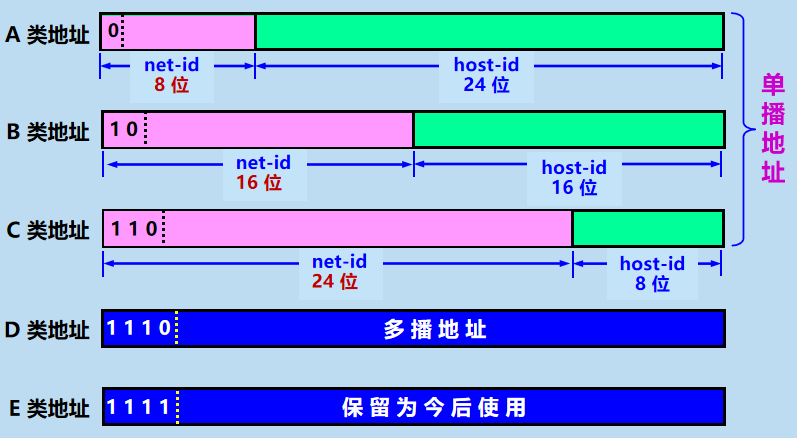 A 类地址
0
net-id
8 位
host-id
24 位
B 类地址
1 0
net-id
16 位
host-id
16 位
C 类地址
1 1 0
net-id
24 位
host-id
8 位
单播地址
D 类地址
1 1 1 0
多播地址
E 类地址
1 1 1 1
保留为今后使用